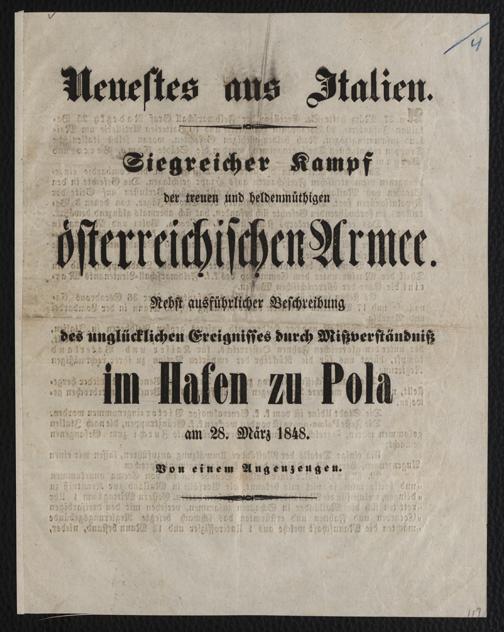 4
Neuestes aus Italien.
Siegreicher Kampf
der treuen und heldenmüthigen
österreichischen Armee.
Nebst ausführlicher Beschreibung
des unglücklichen Ereignisses durch Mißverständniß
im Hafen zu Pola
am 28. März 1848.
Von einem Augenzeugen.